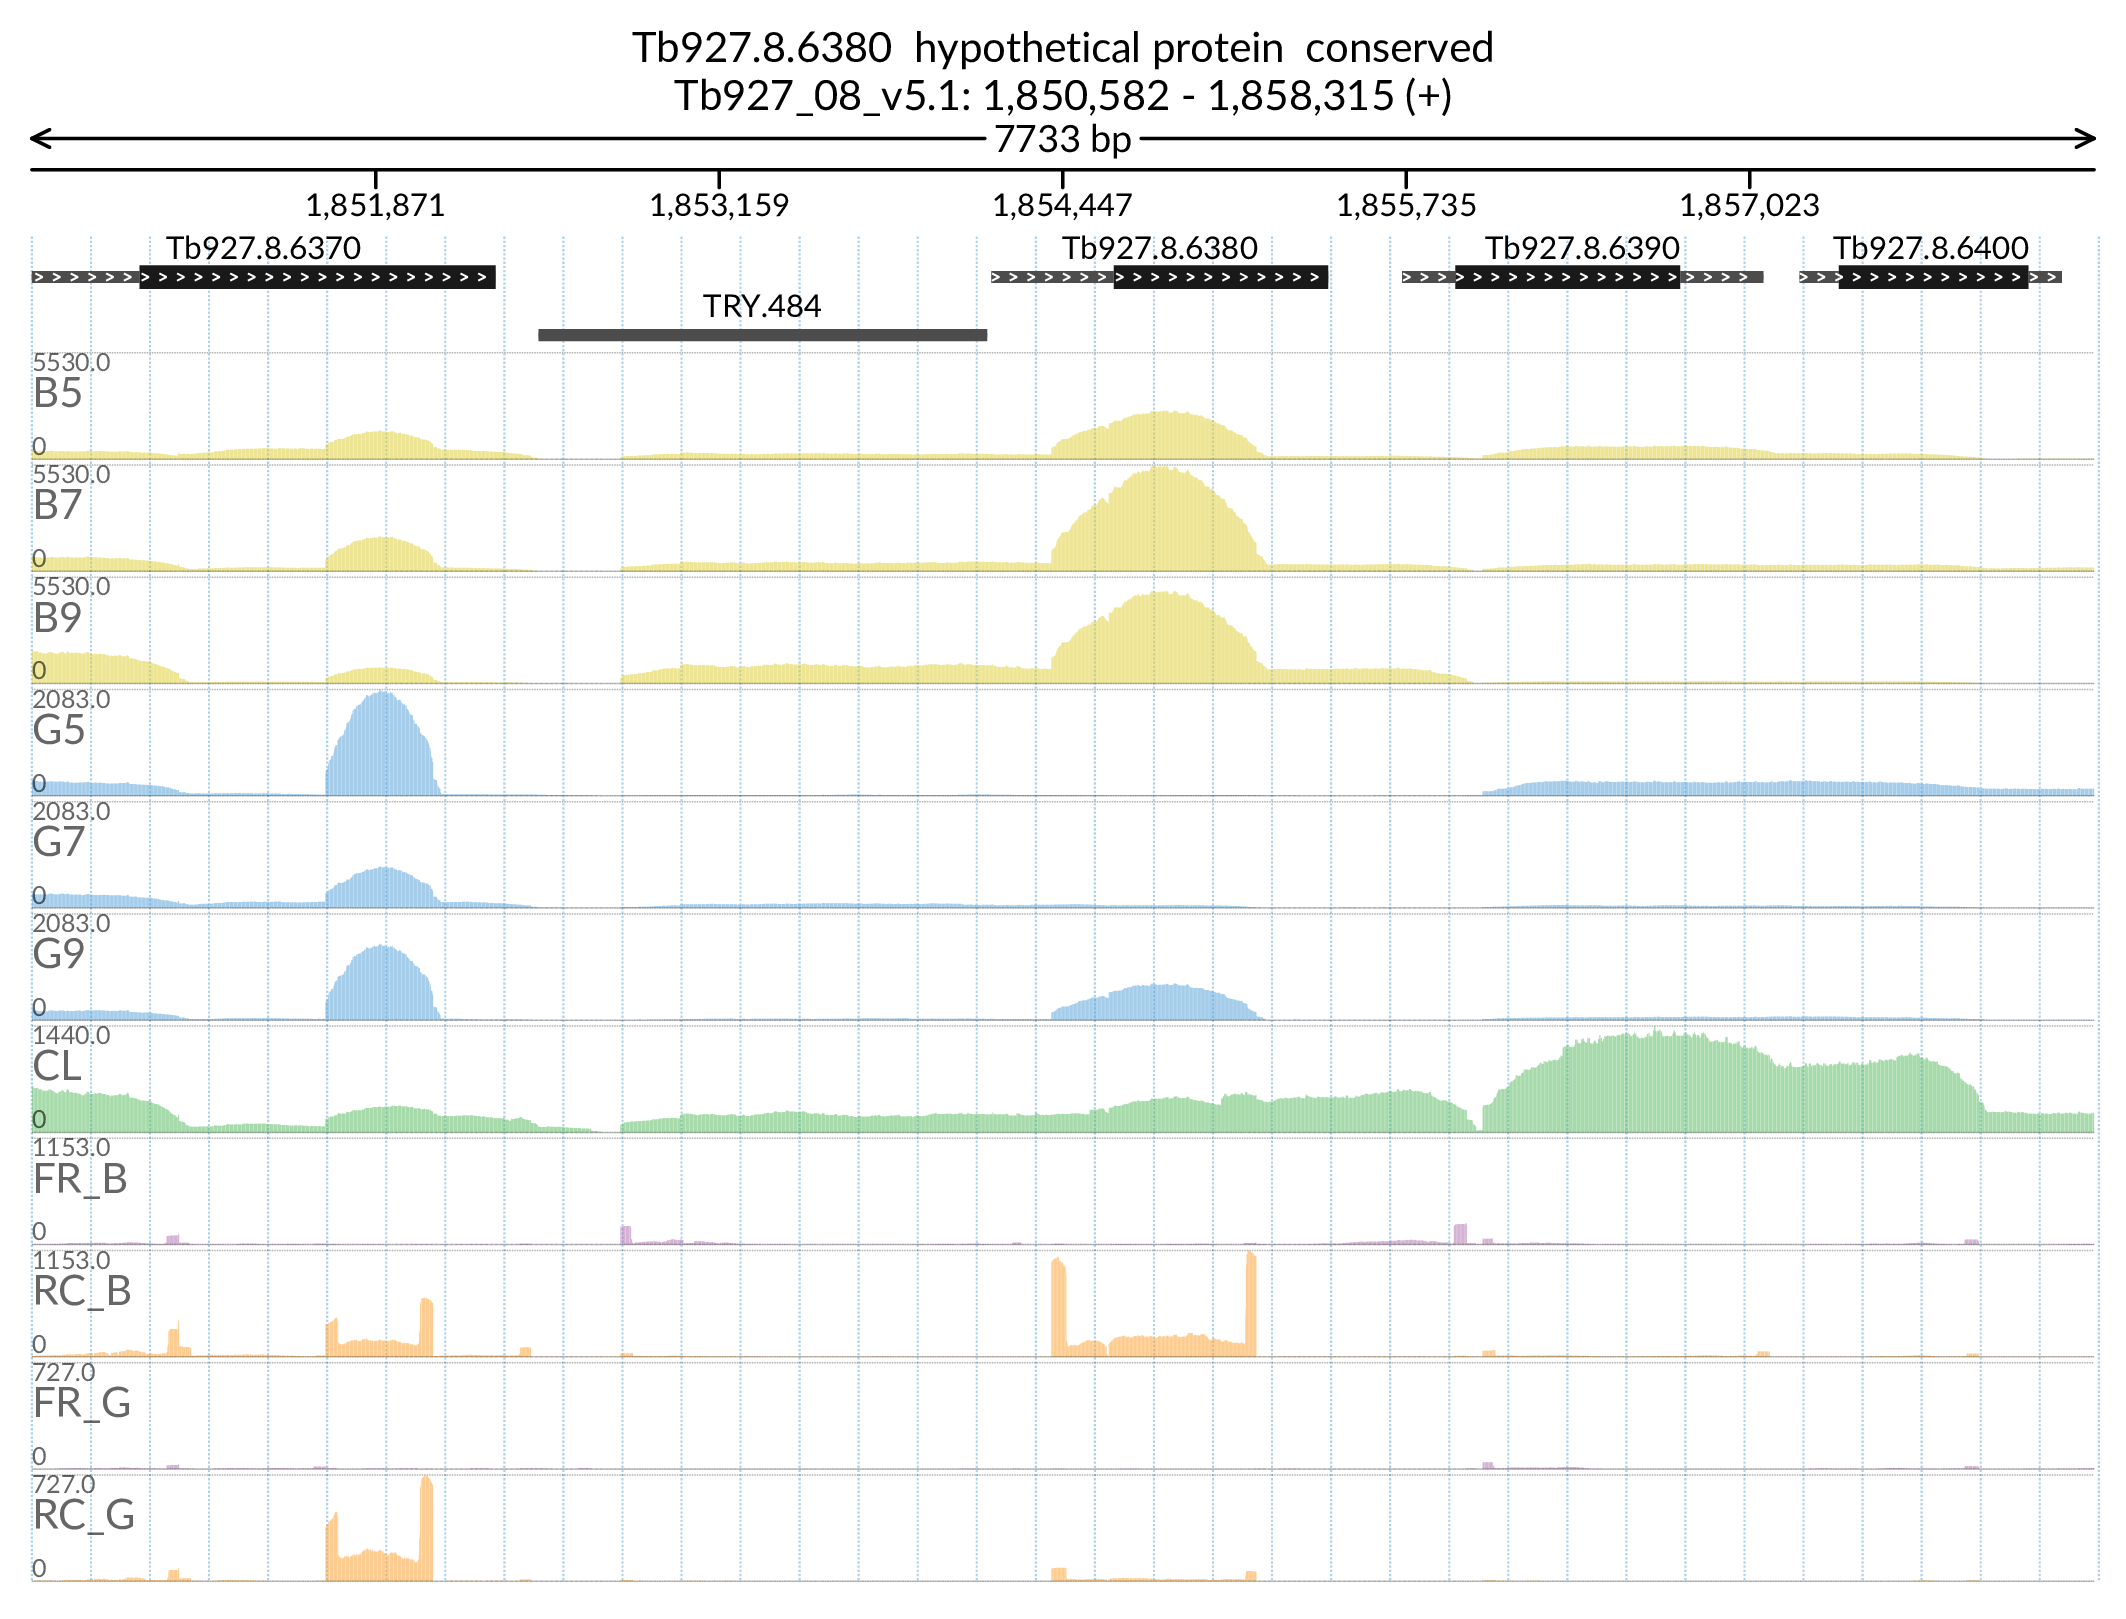 Tb927.8.6380 hypothetical protein conserved
Tb927_08_v5.1: 1,850,582 - 1,858,315 (+)
7733 bp
1,851,871 1,853,159 1,854,447 1,855,735 1,857,023
Tb927.8.6370 Tb927.8.6380 Tb927.8.6390 Tb927.8.6400
TRY.484
5530.0
B5
0
5530.0
B7
0
5530.0
B9
0
2083.0
G5
0
2083.0
G7
0
2083.0
G9
0
1440.0
CL
0
1153.0
FR_B
0
1153.0
RC_B
0
727.0
FR_G
0
727.0
RC_G
0